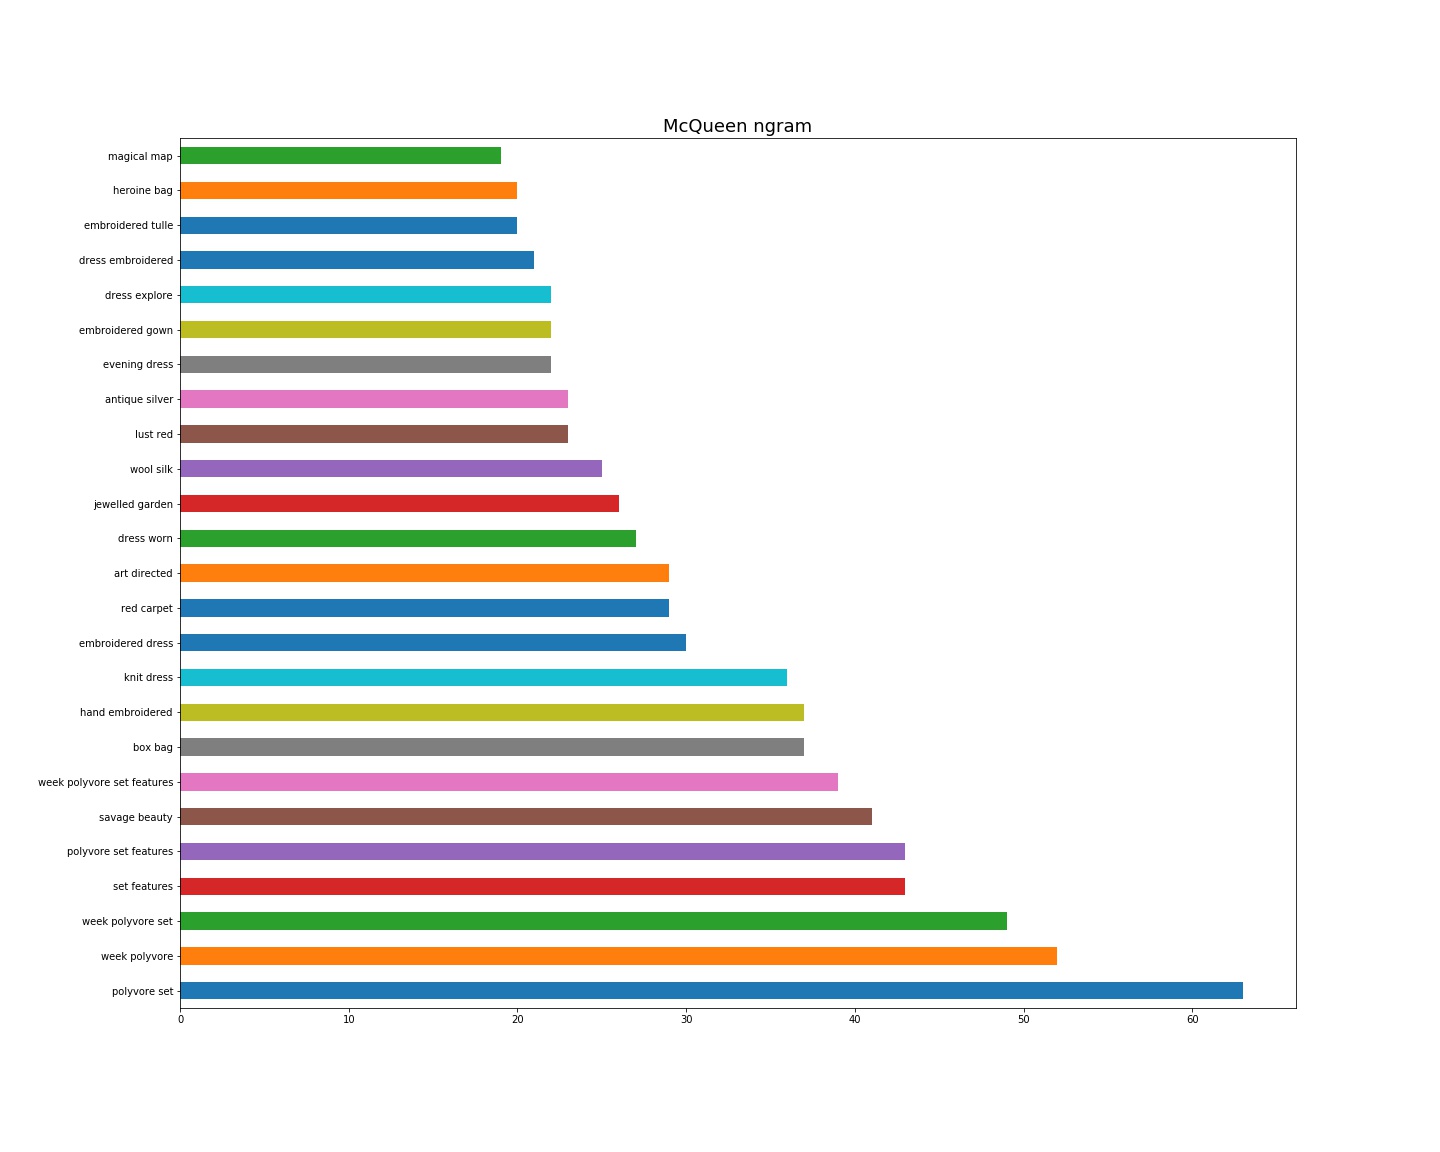 McQueen ngram
magical map
heroine bag
embroidered tulle
dress embroidered
dress explore
embroidered gown
evening dress
antique silver
lust red
wool silk
jewelled garden
dress worn
art directed
red carpet
embroidered dress
knit dress
hand embroidered
box bag
week polyvore set features
savage beauty
polyvore set features
set features
week polyvore set
week polyvore
polyvore set
0 10 20 30 40 50 60